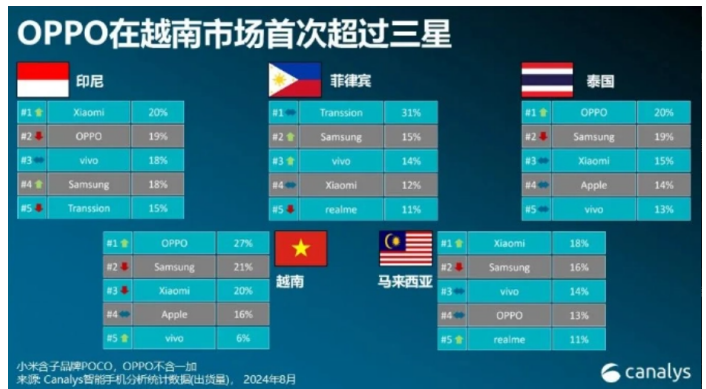 OPPO在越南市场首次超过三星
印尼
#1 Xiaomi 20%
#2 OPPO 19%
#3 vivo 18%
#4 Samsung 18%
#5 Transsion 15%
菲律宾
#1 Transsion 31%
#2 Samsung 15%
#3 vivo 14%
#4 Xiaomi 12%
#5 realme 11%
泰国
#1 OPPO 20%
#2 Samsung 19%
#3 Xiaomi 15%
#4 Apple 14%
#5 vivo 13%
#1 OPPO 27%
#2 Samsung 21%
#3 Xiaomi 20%
#4 Apple 16%
#5 vivo 6%
越南
马来西亚
#1 Xiaomi 18%
#2 Samsung 16%
#3 vivo 14%
#4 OPPO 13%
#5 realme 11%
小米含子品牌POCO，OPPO不含一加
来源: Canalys智能手机分析统计数据(出货量)， 2024年8月
canalys